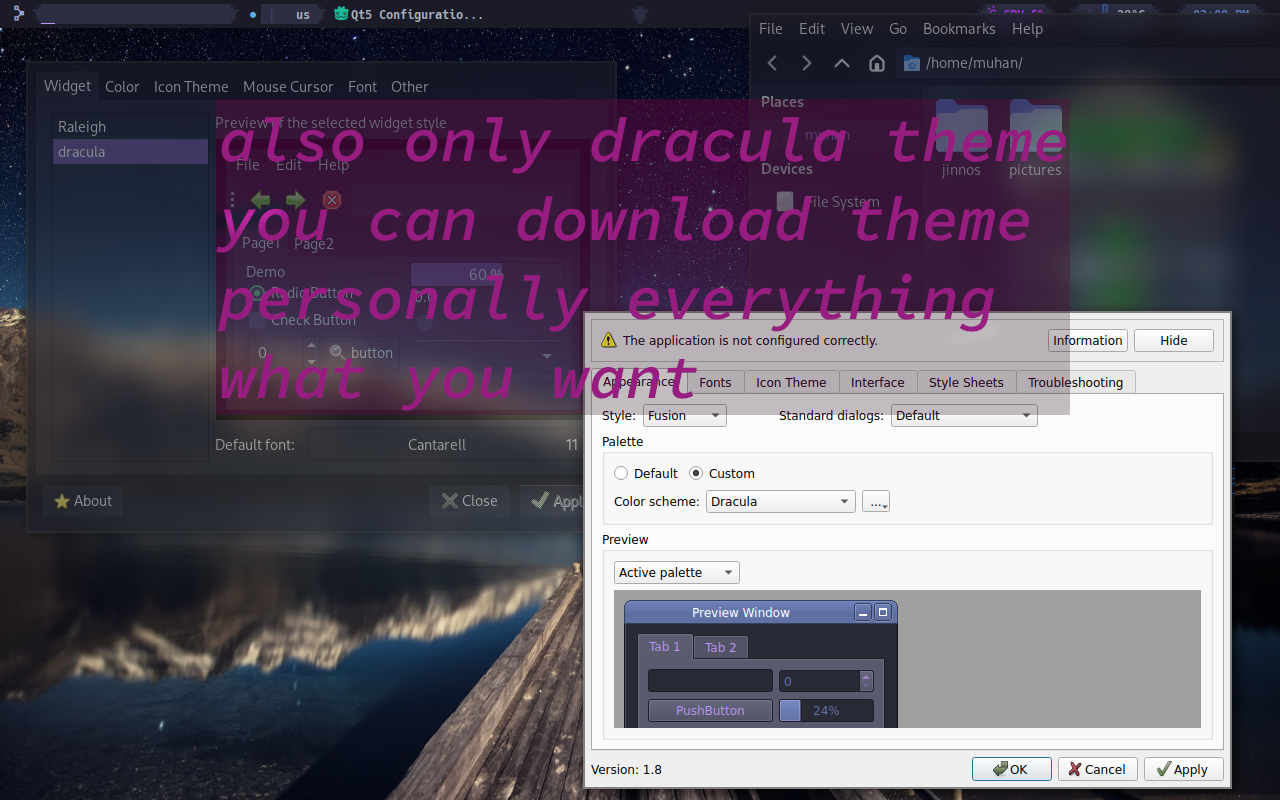 us
Qt5 Configuratio...
File Edit View Go Bookmarks Help
/home/muhan/
Places
muhan
Devices
File System
jinnos
pictures
Widget Color Icon Theme Mouse Cursor Font Other
Raleigh
dracula
Preview of the selected widget style
File Edit Help
Page1 Page2
Demo
60 %
Radio Button
Check Button
0
button
Default font:
Cantarell
11
About
Close
also only dracula theme
you can download theme
personally everything
what you want
The application is not configured correctly.
Information
Hide
Appearance Fonts Icon Theme Interface Style Sheets Troubleshooting
Style: Fusion
Standard dialogs: Default
Palette
Default Custom
Color scheme: Dracula
...
Preview
Active palette
Preview Window
Tab 1 Tab 2
0
PushButton
24%
Version: 1.8
OK
Cancel
Apply